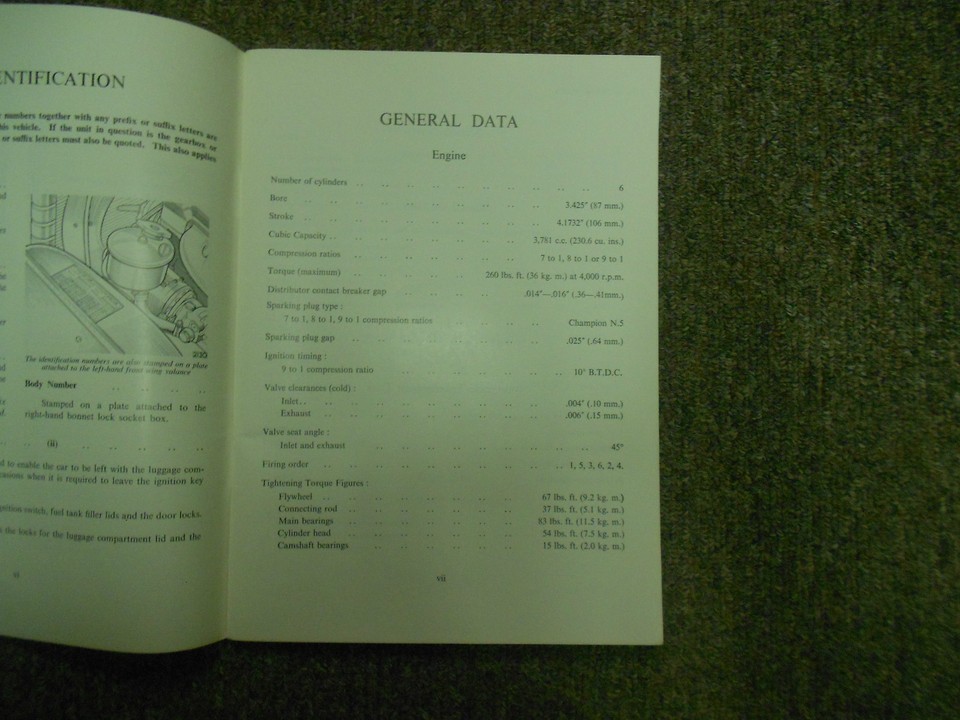 ENTIFICATION
numbers together with any prefix or suffix letters are
his vehicle. If the unit in question is the gearbox or
or suffix letters must also be quoted. This also applies
The identification numbers are also stamped on a plate
attached to the left-hand front wing valance
Body Number .. .. .. ..
Stamped on a plate attached to the
right-hand bonnet lock socket box.
.. .. (ii) .. .. .. .. ..
d to enable the car to be left with the luggage com-
casions when it is required to leave the ignition key
gnition switch, fuel tank filler lids and the door locks.
s the locks for the luggage compartment lid and the
GENERAL DATA
Engine
Number of cylinders .. .. .. .. .. .. .. .. .. .. 6
Bore .. .. .. .. .. .. .. .. .. .. 3.425" (87 mm.)
Stroke .. .. .. .. .. .. .. .. .. .. 4.1732" (106 mm.)
Cubic Capacity .. .. .. .. .. .. .. .. .. 3,781 c.c. (230.6 cu. ins.)
Compression ratios .. .. .. .. .. .. .. .. 7 to 1, 8 to 1 or 9 to 1
Torque (maximum) .. .. .. .. .. .. 260 lbs. ft. (36 kg. m.) at 4,000 r.p.m.
Distributor contact breaker gap .. .. .. .. .014"—.016" (.36—.41mm.)
Sparking plug type :
7 to 1, 8 to 1, 9 to 1 compression ratios .. .. .. .. Champion N.5
Sparking plug gap .. .. .. .. .. .. .. .. .025" (.64 mm.)
Ignition timing :
9 to 1 compression ratio .. .. .. .. .. .. .. 10° B.T.D.C.
Valve clearances (cold) :
Inlet.. .. .. .. .. .. .. .. .. .. .004" (.10 mm.)
Exhaust .. .. .. .. .. .. .. .. .. .006" (.15 mm.)
Valve seat angle :
Inlet and exhaust .. .. .. .. .. .. .. .. .. 45°
Firing order .. .. .. .. .. .. .. .. .. .. 1, 5, 3, 6, 2, 4.
Tightening Torque Figures :
Flywheel .. .. .. .. .. .. .. .. .. 67 lbs. ft. (9.2 kg. m.)
Connecting rod .. .. .. .. .. .. .. .. 37 lbs. ft. (5.1 kg. m.)
Main bearings .. .. .. .. .. .. .. 83 lbs. ft. (11.5 kg. m.)
Cylinder head .. .. .. .. .. .. .. 54 lbs. ft. (7.5 kg. m.)
Camshaft bearings .. .. .. .. .. .. .. 15 lbs. ft. (2.0 kg. m.)
vii